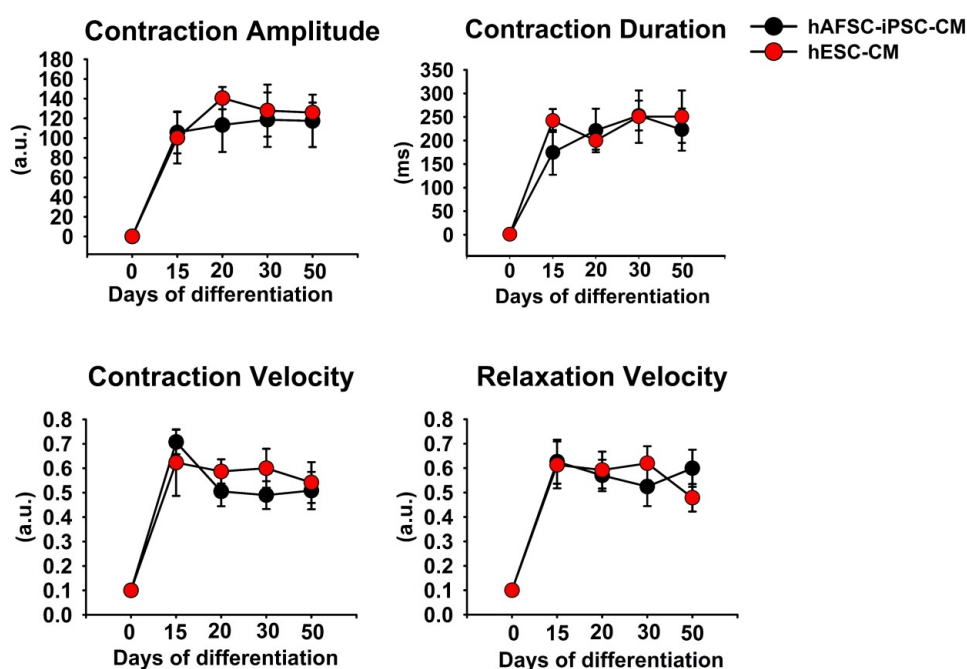 Contraction Amplitude
180
160
140
120
100
80
60
40
20
0
(a.u.)
0 15 20 30 50
Days of differentiation
Contraction Duration
350
300
250
200
150
100
50
0
(ms)
0 15 20 30 50
Days of differentiation
hAFSC-iPSC-CM
hESC-CM
Contraction Velocity
0.8
0.7
0.6
0.5
0.4
0.3
0.2
0.1
0.0
(a.u.)
0 15 20 30 50
Days of differentiation
Relaxation Velocity
0.8
0.7
0.6
0.5
0.4
0.3
0.2
0.1
0.0
(a.u.)
0 15 20 30 50
Days of differentiation